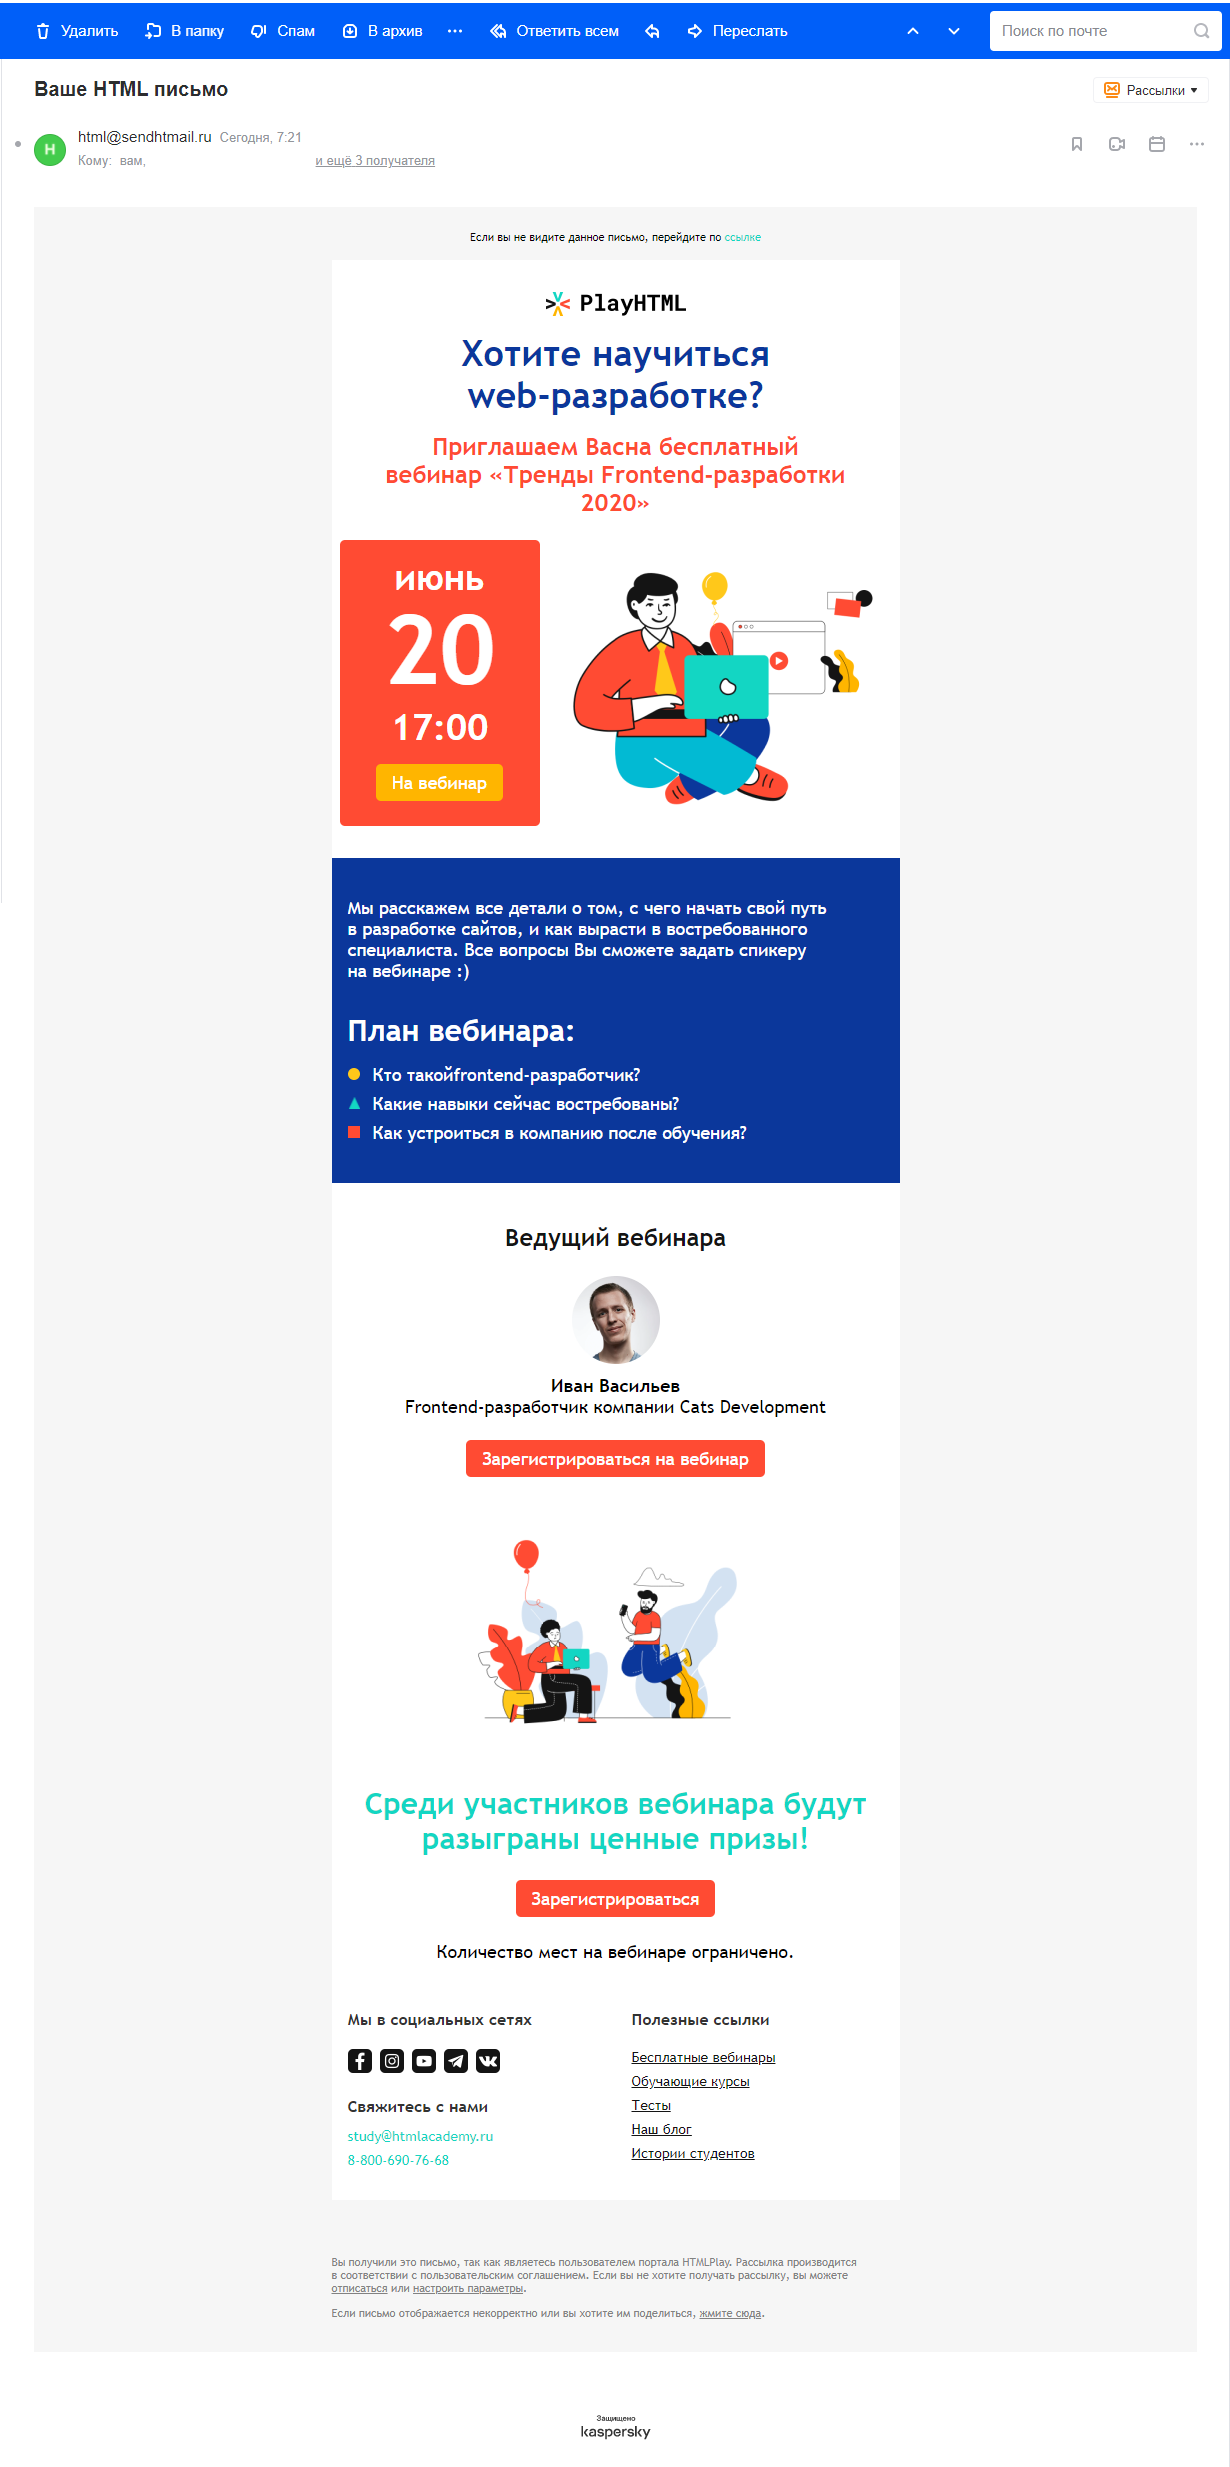 Удалить В папку Спам В архив Ответить всем Переслать Поиск по почте
Ваше HTML письмо
Рассылки
H
html@sendhtmail.ru Сегодня, 7:21
Кому: вам, и ещё 3 получателя
Если вы не видите данное письмо, перейдите по ссылке
PlayHTML
Хотите научиться
web-разработке?
Приглашаем Васна бесплатный
вебинар «Тренды Frontend-разработки
2020»
июнь
20
17:00
На вебинар
Мы расскажем все детали о том, с чего начать свой путь
в разработке сайтов, и как вырасти в востребованного
специалиста. Все вопросы Вы сможете задать спикеру
на вебинаре :)
План вебинара:
Кто такойfrontend-разработчик?
Какие навыки сейчас востребованы?
Как устроиться в компанию после обучения?
Ведущий вебинара
Иван Васильев
Frontend-разработчик компании Cats Development
Зарегистрироваться на вебинар
Среди участников вебинара будут
разыграны ценные призы!
Зарегистрироваться
Количество мест на вебинаре ограничено.
Мы в социальных сетях
Свяжитесь с нами
study@htmlacademy.ru
8-800-690-76-68
Полезные ссылки
Бесплатные вебинары
Обучающие курсы
Тесты
Наш блог
Истории студентов
Вы получили это письмо, так как являетесь пользователем портала HTMLPlay. Рассылка производится
в соответствии с пользовательским соглашением. Если вы не хотите получать рассылку, вы можете
отписаться или настроить параметры.
Если письмо отображается некорректно или вы хотите им поделиться, жмите сюда.
Защищено
kaspersky